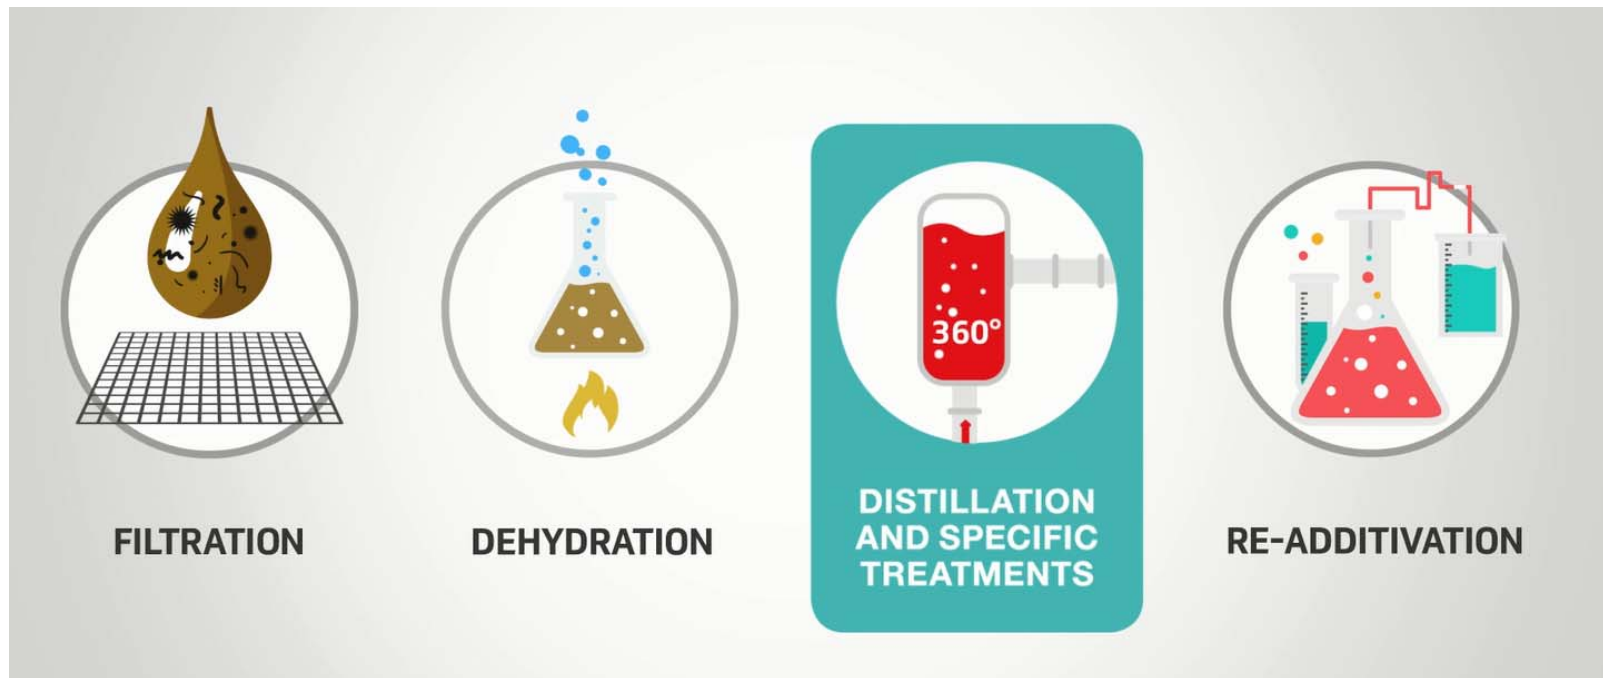 360°
FILTRATION
DEHYDRATION
DISTILLATION
AND SPECIFIC
TREATMENTS
RE-ADDITIVATION